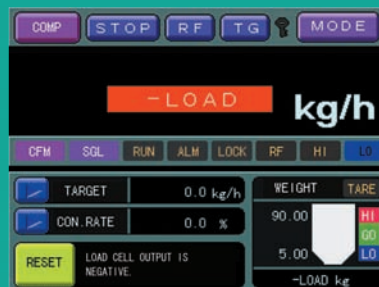 COMP STOP RF TG MODE
-LOAD kg/h
CFM SGL RUN ALM LOCK RF HI LO
TARGET 0.0 kg/h
CON.RATE 0.0 %
RESET
LOAD CELL OUTPUT IS
NEGATIVE.
WEIGHT TARE
90.00 HI
GO
5.00 LO
-LOAD kg